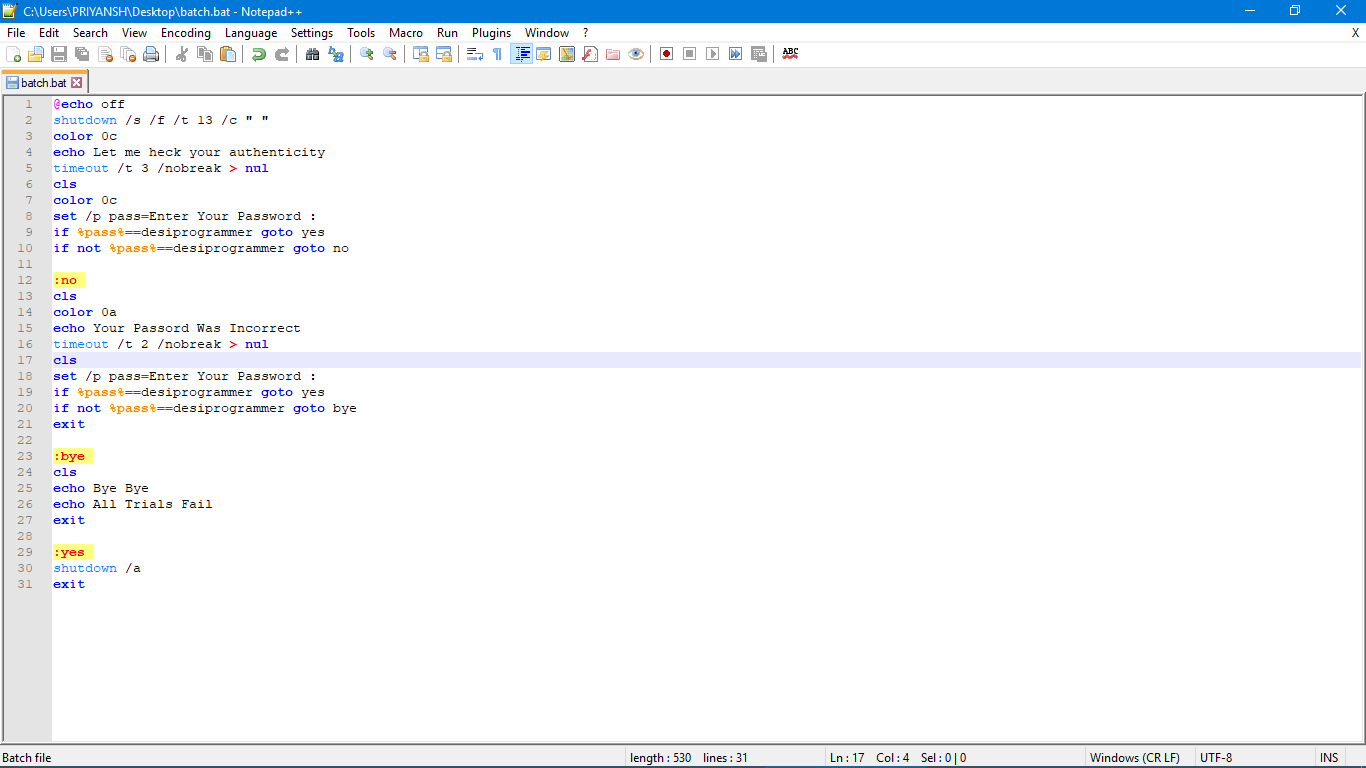 C:\Users\PRIYANSH\Desktop\batch.bat - Notepad++
File Edit Search View Encoding Language Settings Tools Macro Run Plugins Window ? X
ABC
batch.bat
1 @echo off
2 shutdown /s /f /t 13 /c " "
3 color 0c
4 echo Let me heck your authenticity
5 timeout /t 3 /nobreak > nul
6 cls
7 color 0c
8 set /p pass=Enter Your Password :
9 if %pass%==desiprogrammer goto yes
10 if not %pass%==desiprogrammer goto no
11
12 :no
13 cls
14 color 0a
15 echo Your Passord Was Incorrect
16 timeout /t 2 /nobreak > nul
17 cls
18 set /p pass=Enter Your Password :
19 if %pass%==desiprogrammer goto yes
20 if not %pass%==desiprogrammer goto bye
21 exit
22
23 :bye
24 cls
25 echo Bye Bye
26 echo All Trials Fail
27 exit
28
29 :yes
30 shutdown /a
31 exit
Batch file length : 530 lines : 31 Ln : 17 Col : 4 Sel : 0 | 0 Windows (CR LF) UTF-8 INS